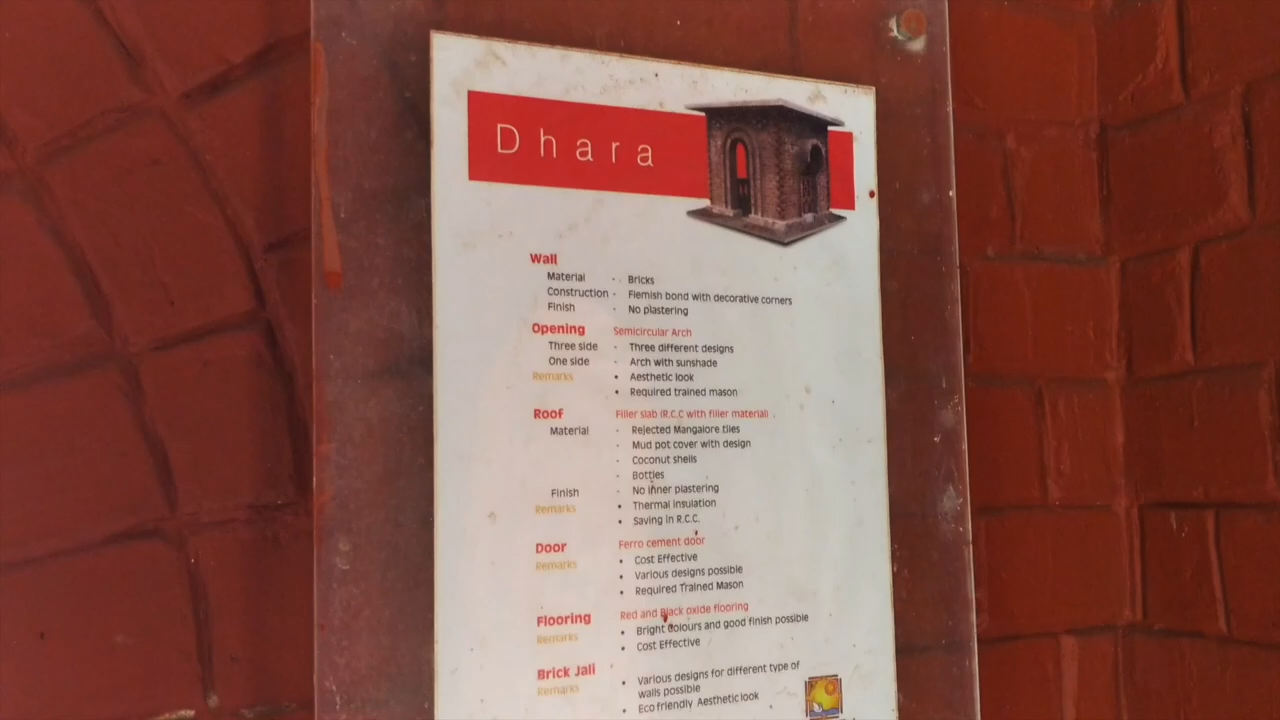 Dhara
Wall
Material - Bricks
Construction - Flemish bond with decorative corners
Finish - No plastering
Opening Semicircular Arch
Three side - Three different designs
One side - Arch with sunshade
Remarks • Aesthetic look
• Required trained mason
Roof Filler slab (R.C.C with filler material)
Material - Rejected Mangalore tiles
- Mud pot cover with design
- Coconut shells
- Bottles
Finish - No inner plastering
Remarks • Thermal insulation
• Saving in R.C.C.
Door Ferro cement door
Remarks • Cost Effective
• Various designs possible
• Required Trained Mason
Flooring Red and Black oxide flooring
Remarks • Bright Colours and good finish possible
• Cost Effective
Brick Jali
Remarks • Various designs for different type of
walls possible
• Eco friendly Aesthetic look